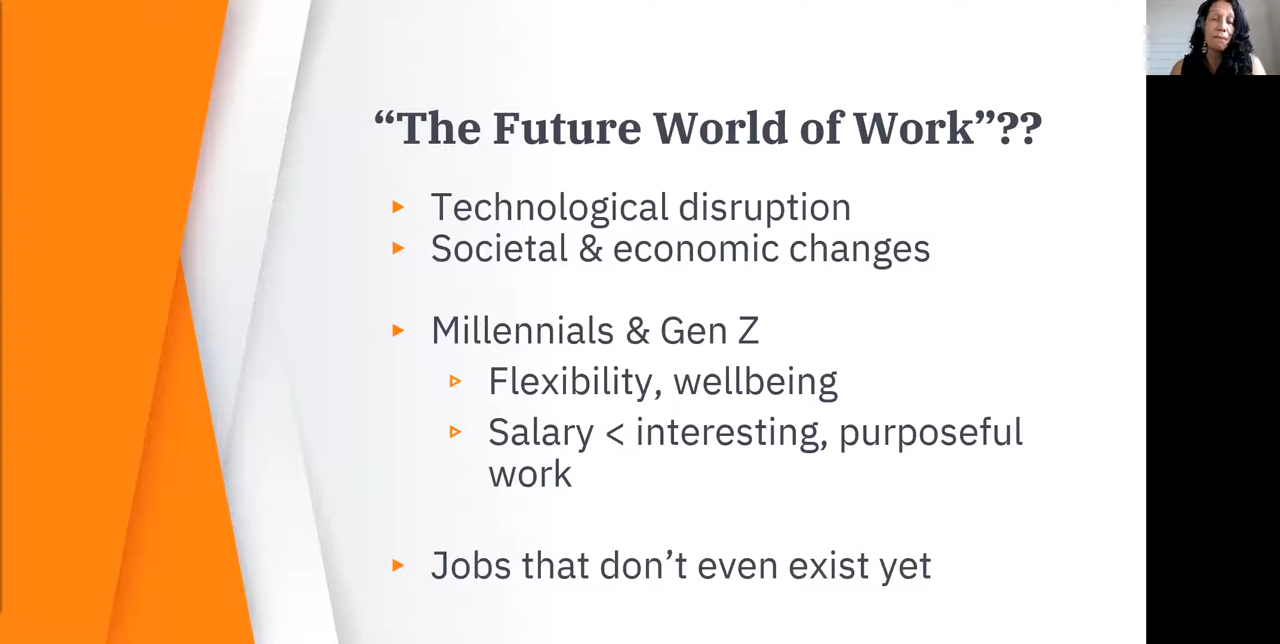 “The Future World of Work”??
Technological disruption
Societal & economic changes
Millennials & Gen Z
Flexibility, wellbeing
Salary < interesting, purposeful
work
Jobs that don’t even exist yet